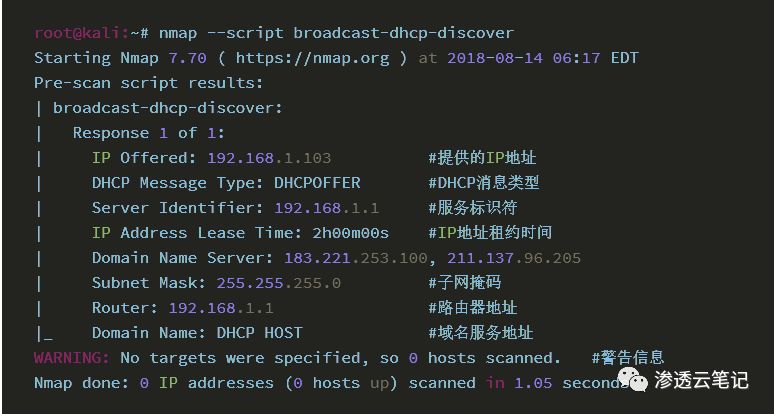 root@kali:~# nmap --script broadcast-dhcp-discover
Starting Nmap 7.70 ( https://nmap.org ) at 2018-08-14 06:17 EDT
Pre-scan script results:
| broadcast-dhcp-discover:
|   Response 1 of 1:
|     IP Offered: 192.168.1.103          #提供的IP地址
|     DHCP Message Type: DHCPOFFER       #DHCP消息类型
|     Server Identifier: 192.168.1.1     #服务标识符
|     IP Address Lease Time: 2h00m00s    #IP地址租约时间
|     Domain Name Server: 183.221.253.100, 211.137.96.205
|     Subnet Mask: 255.255.255.0         #子网掩码
|     Router: 192.168.1.1                #路由器地址
|_    Domain Name: DHCP HOST             #域名服务地址
WARNING: No targets were specified, so 0 hosts scanned.   #警告信息
Nmap done: 0 IP addresses (0 hosts up) scanned in 1.05 seconds
渗透云笔记